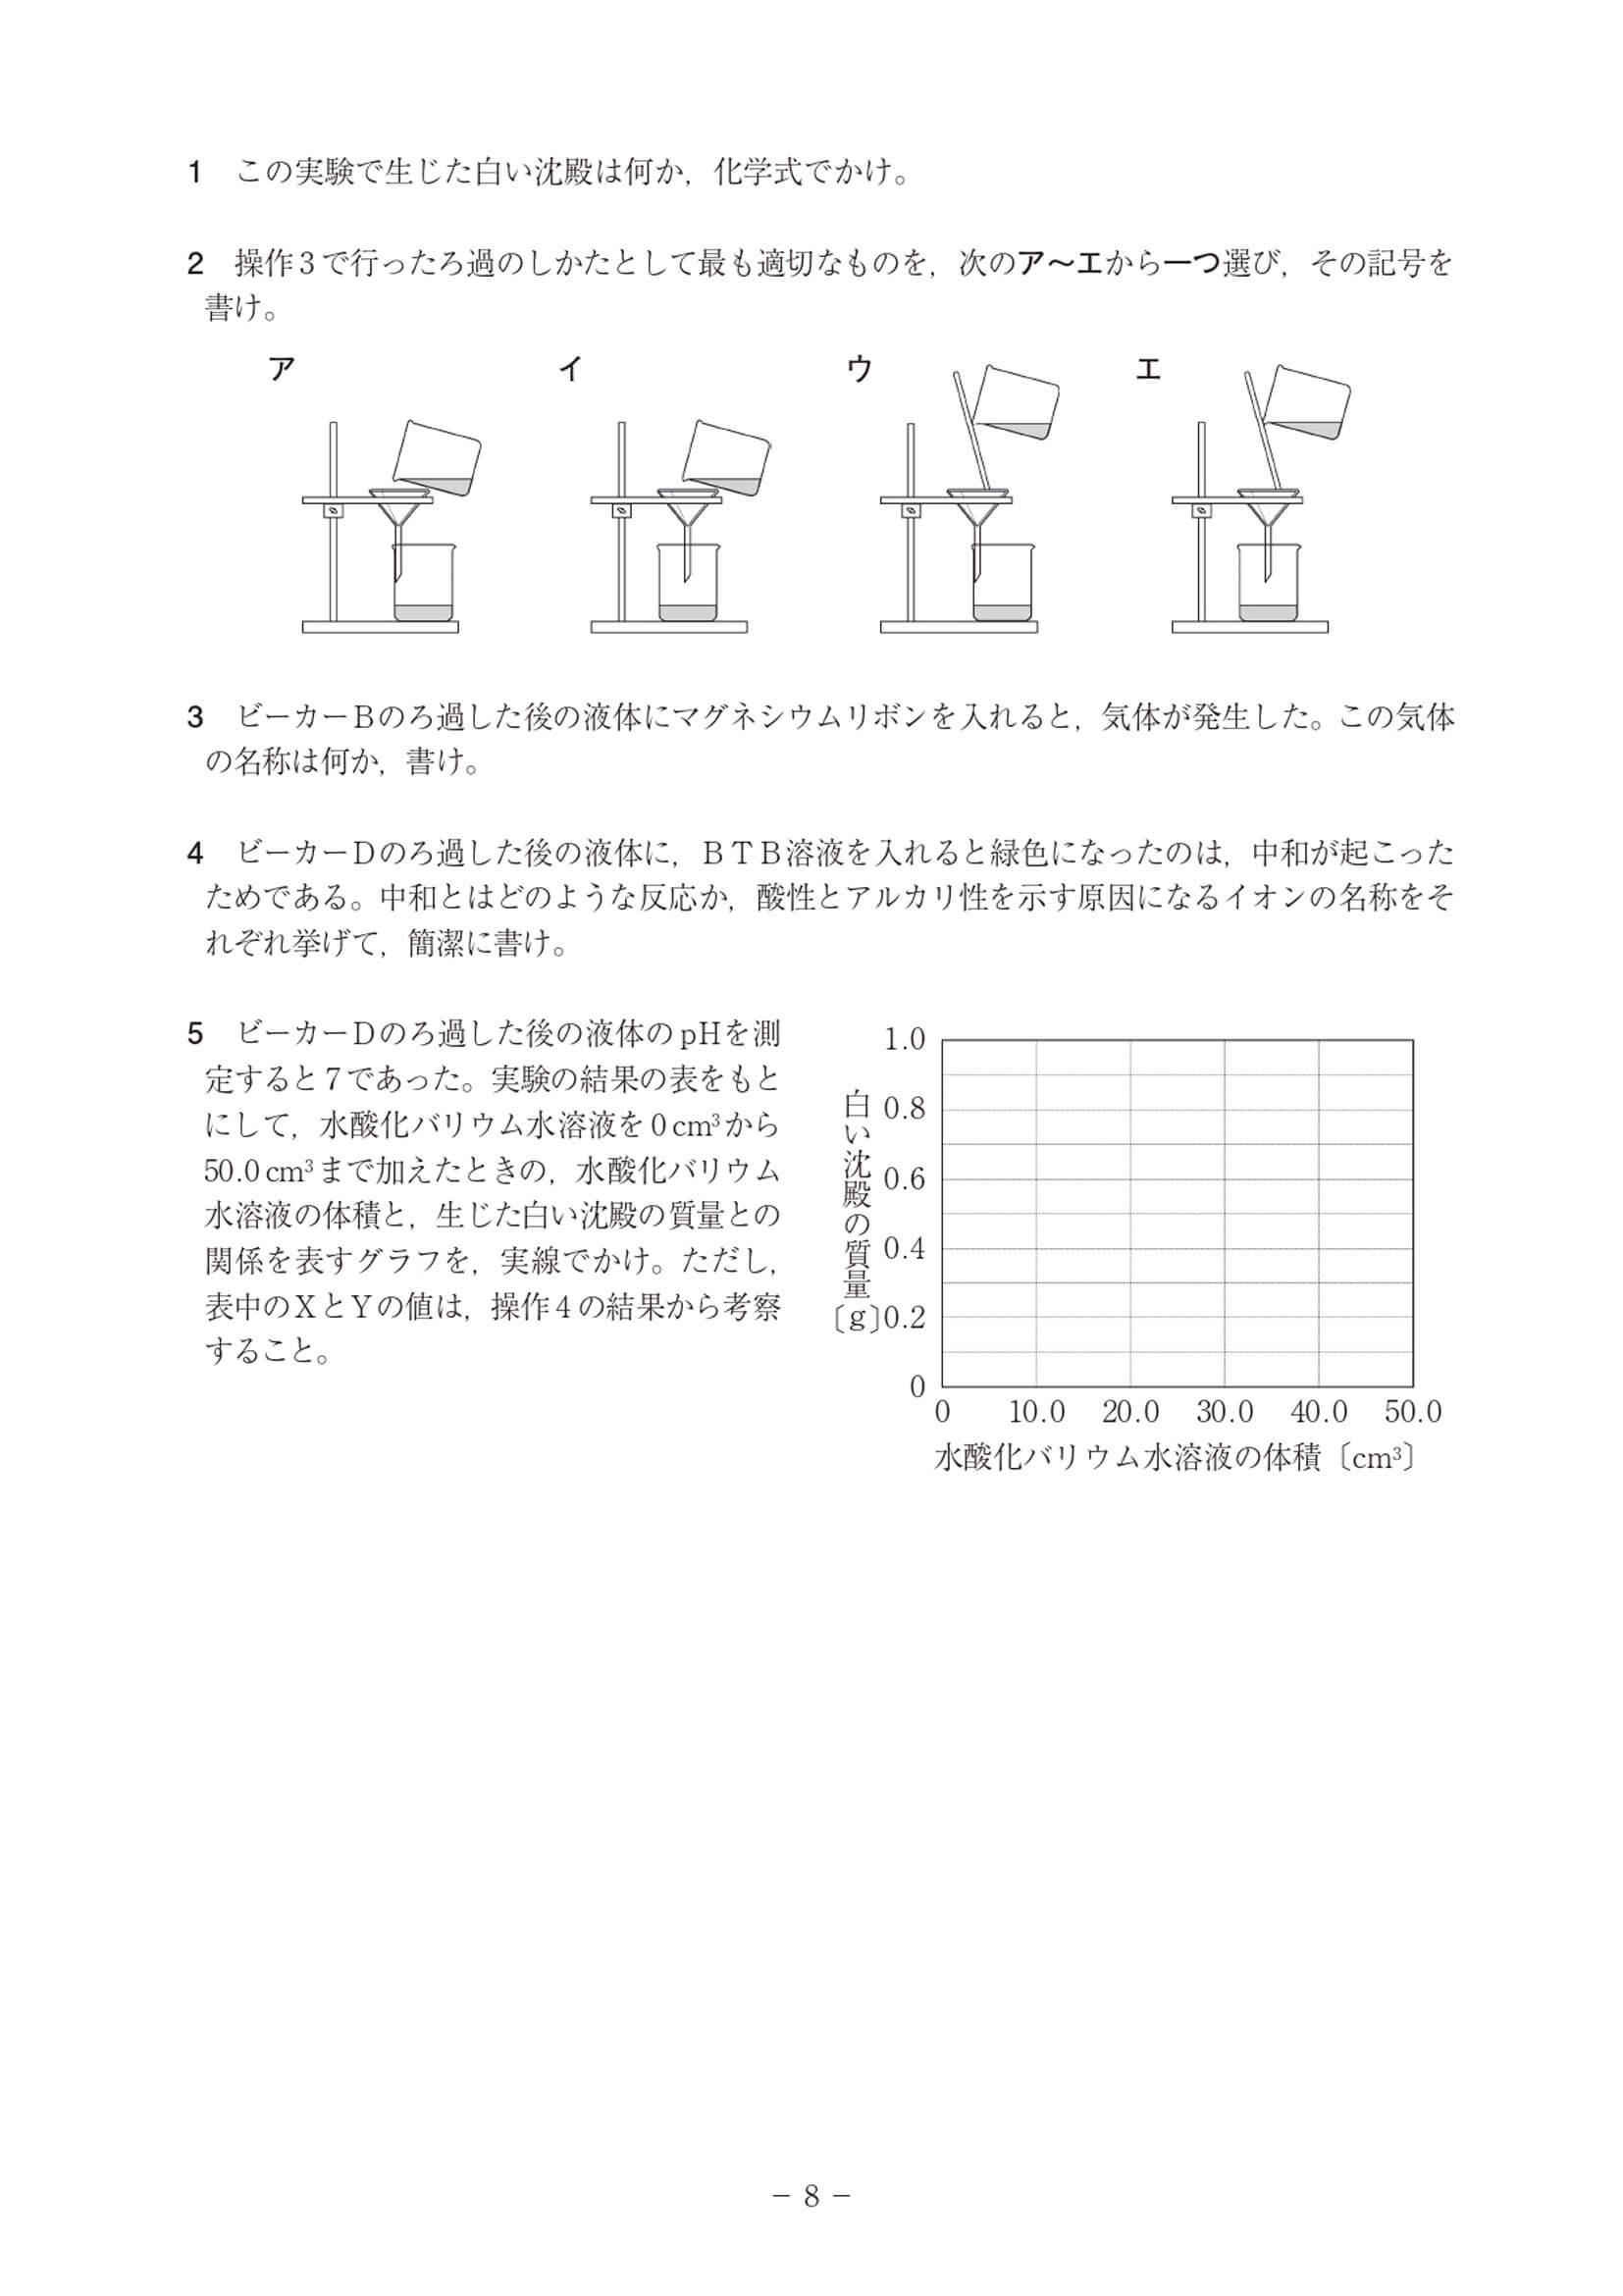 1　この実験で生じた白い沈殿は何か，化学式でかけ。
2　操作3で行ったろ過のしかたとして最も適切なものを，次のア～エから一つ選び，その記号を
書け。
ア　イ　ウ　エ
3　ビーカーBのろ過した後の液体にマグネシウムリボンを入れると，気体が発生した。この気体
の名称は何か，書け。
4　ビーカーDのろ過した後の液体に，BTB溶液を入れると緑色になったのは，中和が起こった
ためである。中和とはどのような反応か，酸性とアルカリ性を示す原因になるイオンの名称をそ
れぞれ挙げて，簡潔に書け。
5　ビーカーDのろ過した後の液体のpHを測
定すると7であった。実験の結果の表をもと
にして，水酸化バリウム水溶液を0cm³から
50.0cm³まで加えたときの，水酸化バリウム
水溶液の体積と，生じた白い沈殿の質量との
関係を表すグラフを，実線でかけ。ただし，
表中のXとYの値は，操作4の結果から考察
すること。
白い沈殿の質量〔g〕
1.0
0.8
0.6
0.4
0.2
0
0　10.0　20.0　30.0　40.0　50.0
水酸化バリウム水溶液の体積〔cm³〕
－ 8 －